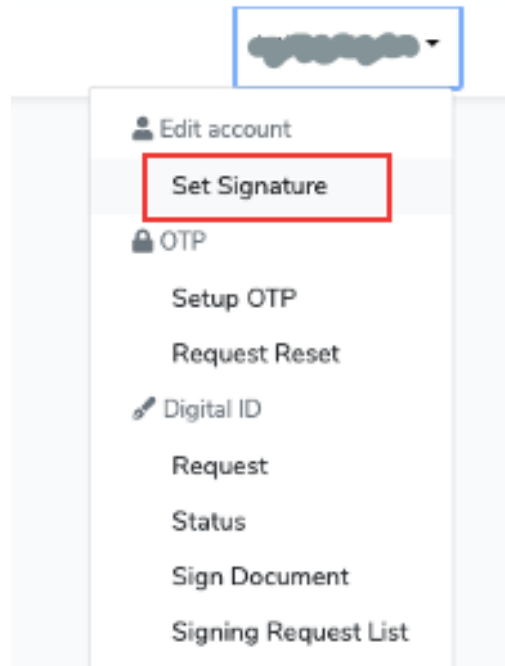 Edit account
Set Signature
OTP
Setup OTP
Request Reset
Digital ID
Request
Status
Sign Document
Signing Request List